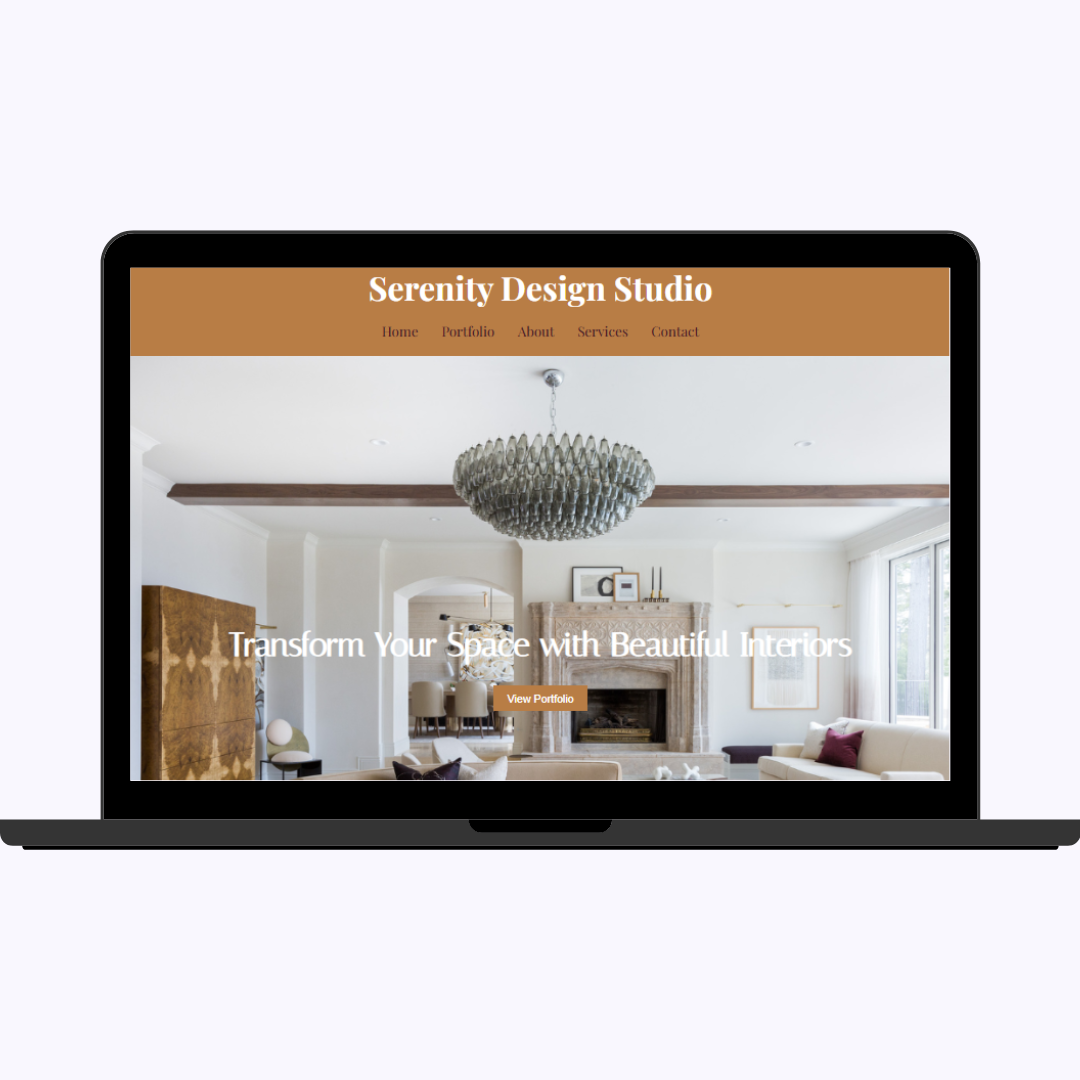 Serenity Design Studio
Home Portfolio About Services Contact
Transform Your Space with Beautiful Interiors
View Portfolio